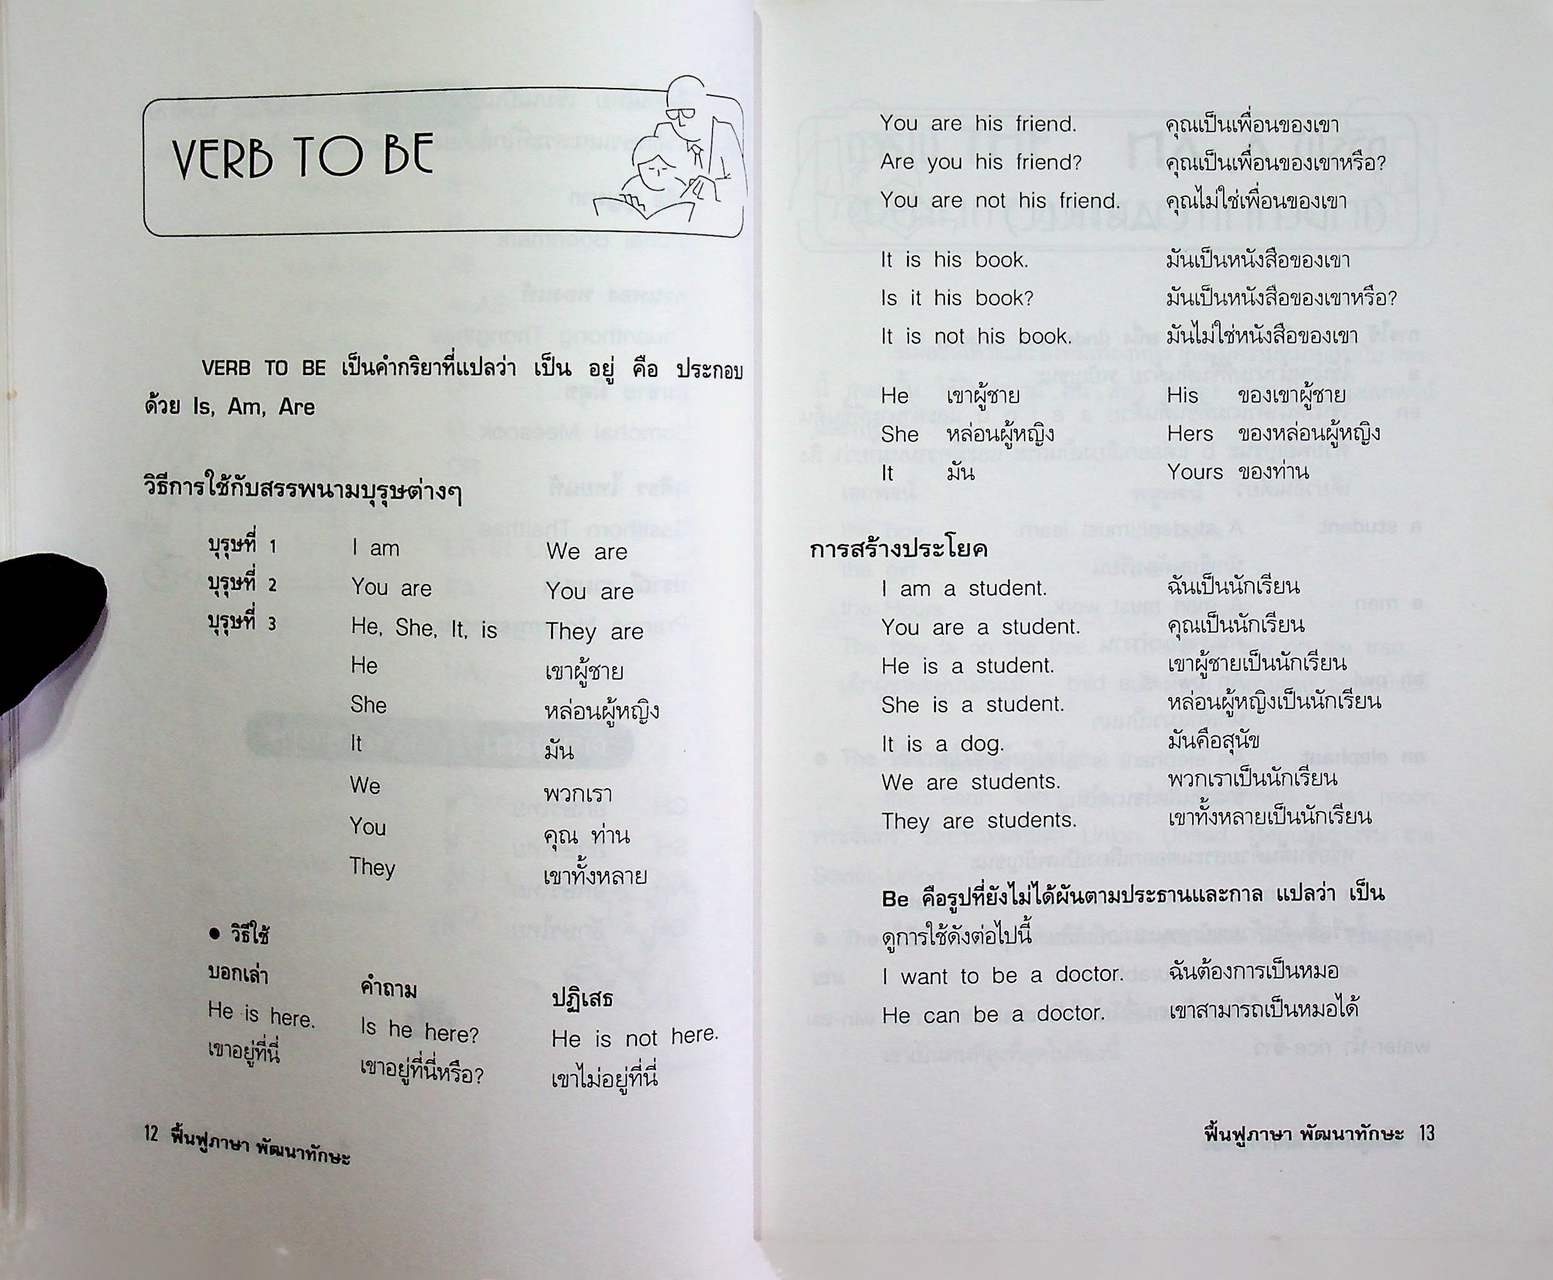 VERB TO BE
VERB TO BE เป็นคำกริยาที่แปลว่า เป็น อยู่ คือ ประกอบ
ด้วย Is, Am, Are
วิธีการใช้กับสรรพนามบุรุษต่างๆ
บุรุษที่ 1 I am We are
บุรุษที่ 2 You are You are
บุรุษที่ 3 He, She, It, is They are
He เขาผู้ชาย
She หล่อนผู้หญิง
It มัน
We พวกเรา
You คุณ ท่าน
They เขาทั้งหลาย
● วิธีใช้
บอกเล่า คำถาม ปฏิเสธ
He is here. Is he here? He is not here.
เขาอยู่ที่นี่ เขาอยู่ที่นี่หรือ? เขาไม่อยู่ที่นี่
12 ฟื้นฟูภาษา พัฒนาทักษะ
You are his friend. คุณเป็นเพื่อนของเขา
Are you his friend? คุณเป็นเพื่อนของเขาหรือ?
You are not his friend. คุณไม่ใช่เพื่อนของเขา
It is his book. มันเป็นหนังสือของเขา
Is it his book? มันเป็นหนังสือของเขาหรือ?
It is not his book. มันไม่ใช่หนังสือของเขา
He เขาผู้ชาย His ของเขาผู้ชาย
She หล่อนผู้หญิง Hers ของหล่อนผู้หญิง
It มัน Yours ของท่าน
การสร้างประโยค
I am a student. ฉันเป็นนักเรียน
You are a student. คุณเป็นนักเรียน
He is a student. เขาผู้ชายเป็นนักเรียน
She is a student. หล่อนผู้หญิงเป็นนักเรียน
It is a dog. มันคือสุนัข
We are students. พวกเราเป็นนักเรียน
They are students. เขาทั้งหลายเป็นนักเรียน
Be คือรูปที่ยังไม่ได้ผันตามประธานและกาล แปลว่า เป็น
ดูการใช้ดังต่อไปนี้
I want to be a doctor. ฉันต้องการเป็นหมอ
He can be a doctor. เขาสามารถเป็นหมอได้
ฟื้นฟูภาษา พัฒนาทักษะ 13